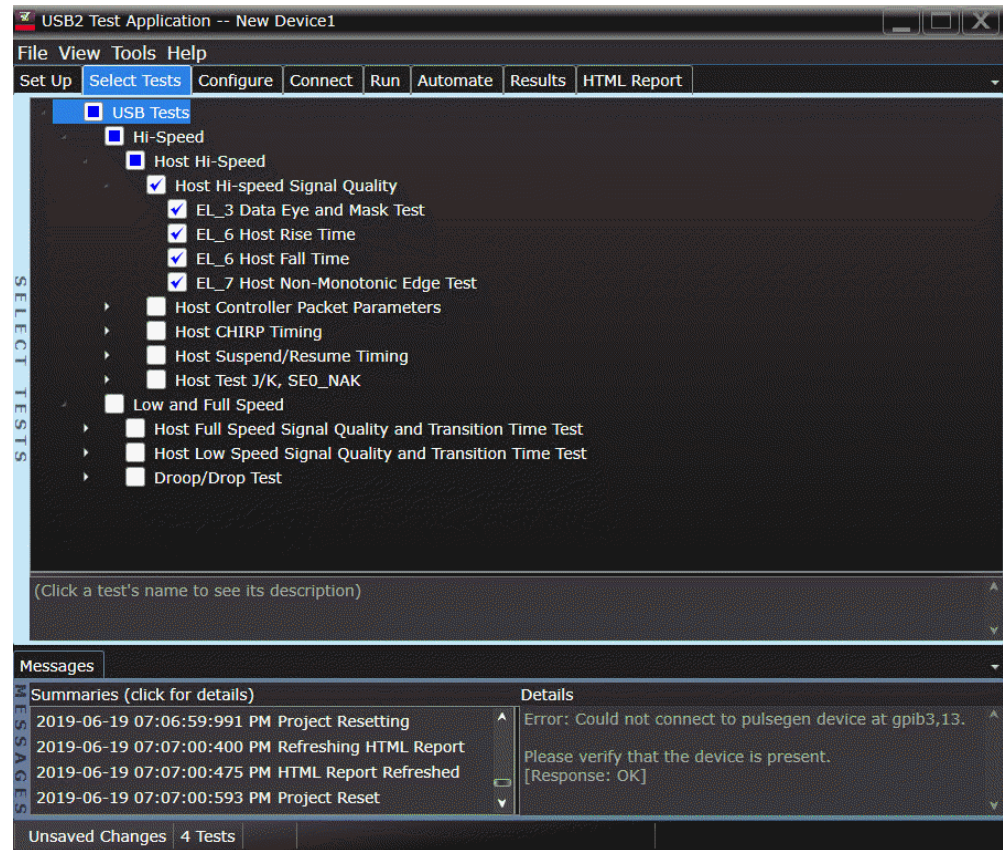 USB2 Test Application -- New Device1
File View Tools Help
Set Up Select Tests Configure Connect Run Automate Results HTML Report
USB Tests
Hi-Speed
Host Hi-Speed
Host Hi-speed Signal Quality
EL_3 Data Eye and Mask Test
EL_6 Host Rise Time
EL_6 Host Fall Time
EL_7 Host Non-Monotonic Edge Test
Host Controller Packet Parameters
Host CHIRP Timing
Host Suspend/Resume Timing
Host Test J/K, SE0_NAK
Low and Full Speed
Host Full Speed Signal Quality and Transition Time Test
Host Low Speed Signal Quality and Transition Time Test
Droop/Drop Test
SELECT TESTS
(Click a test's name to see its description)
Messages
MESSAGES
Summaries (click for details)
2019-06-19 07:06:59:991 PM Project Resetting
2019-06-19 07:07:00:400 PM Refreshing HTML Report
2019-06-19 07:07:00:475 PM HTML Report Refreshed
2019-06-19 07:07:00:593 PM Project Reset
Details
Error: Could not connect to pulsegen device at gpib3,13.
Please verify that the device is present.
[Response: OK]
Unsaved Changes 4 Tests